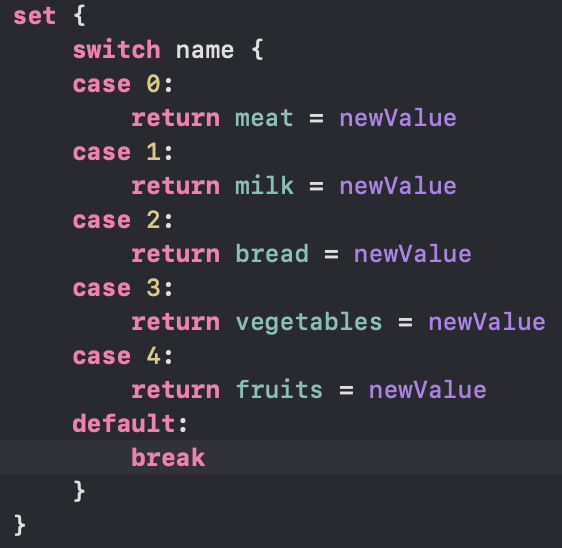 set {
    switch name {
    case 0:
        return meat = newValue
    case 1:
        return milk = newValue
    case 2:
        return bread = newValue
    case 3:
        return vegetables = newValue
    case 4:
        return fruits = newValue
    default:
        break
    }
}